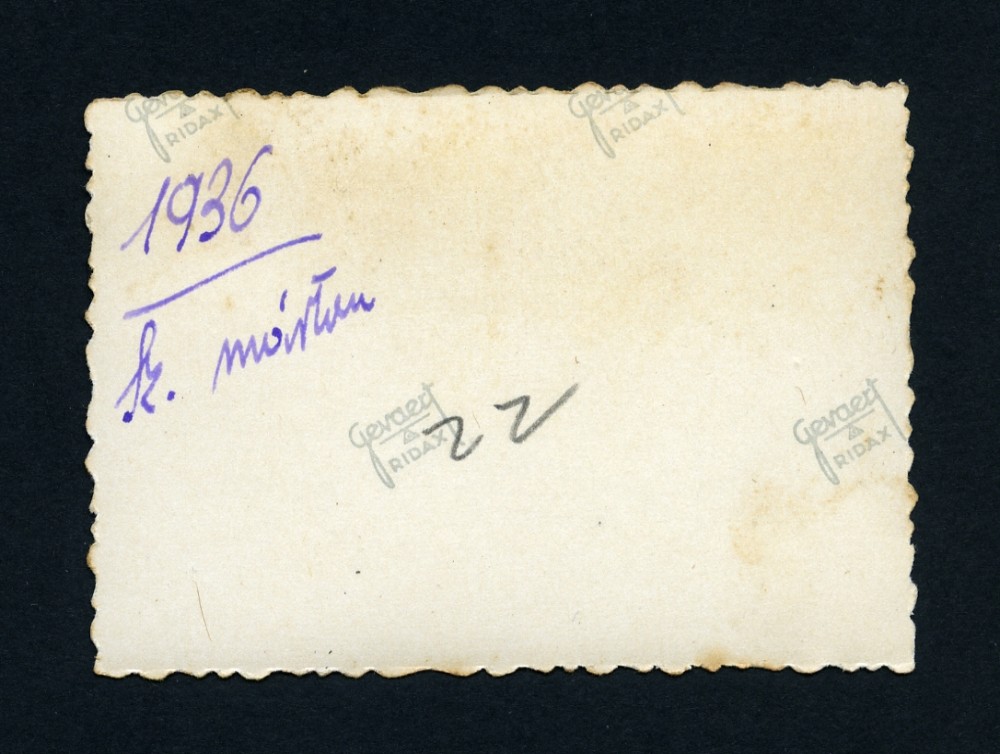 Gevaert RIDAX
Gevaert RIDAX
1936
Sz. márton
Gevaert RIDAX
22
Gevaert RIDAX